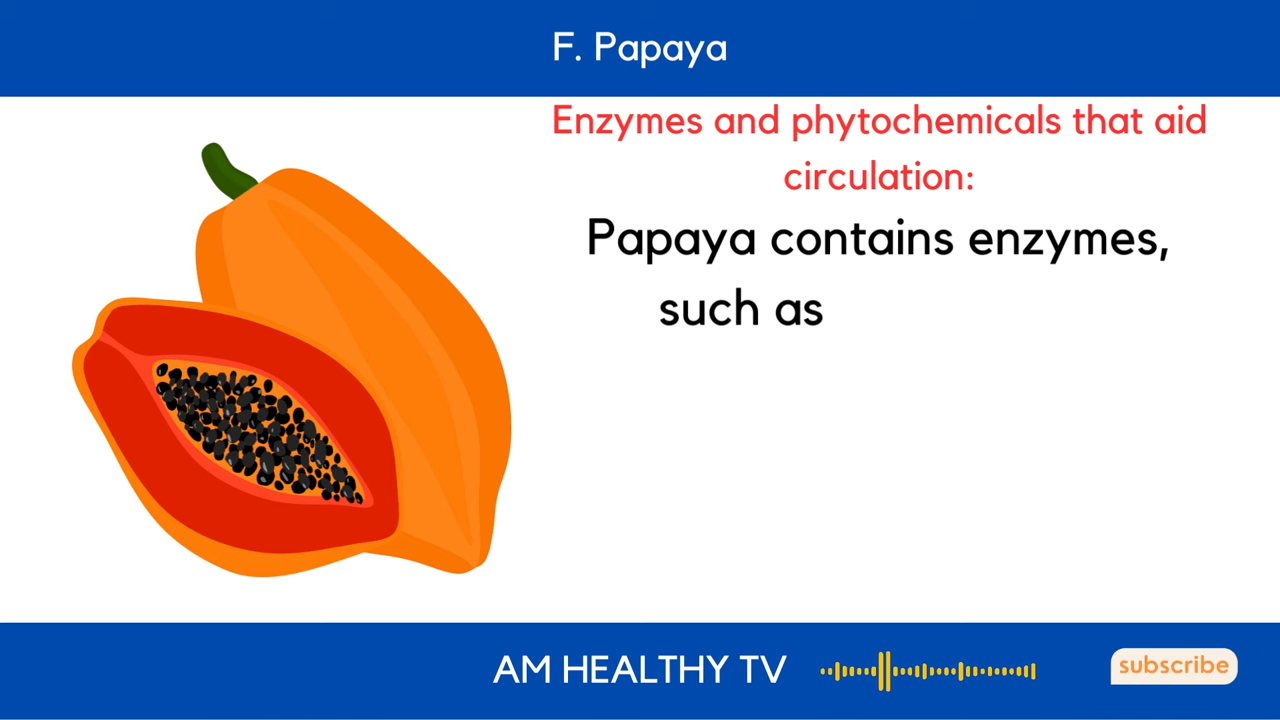 F. Papaya
Enzymes and phytochemicals that aid
circulation:
Papaya contains enzymes,
such as
AM HEALTHY TV
subscribe